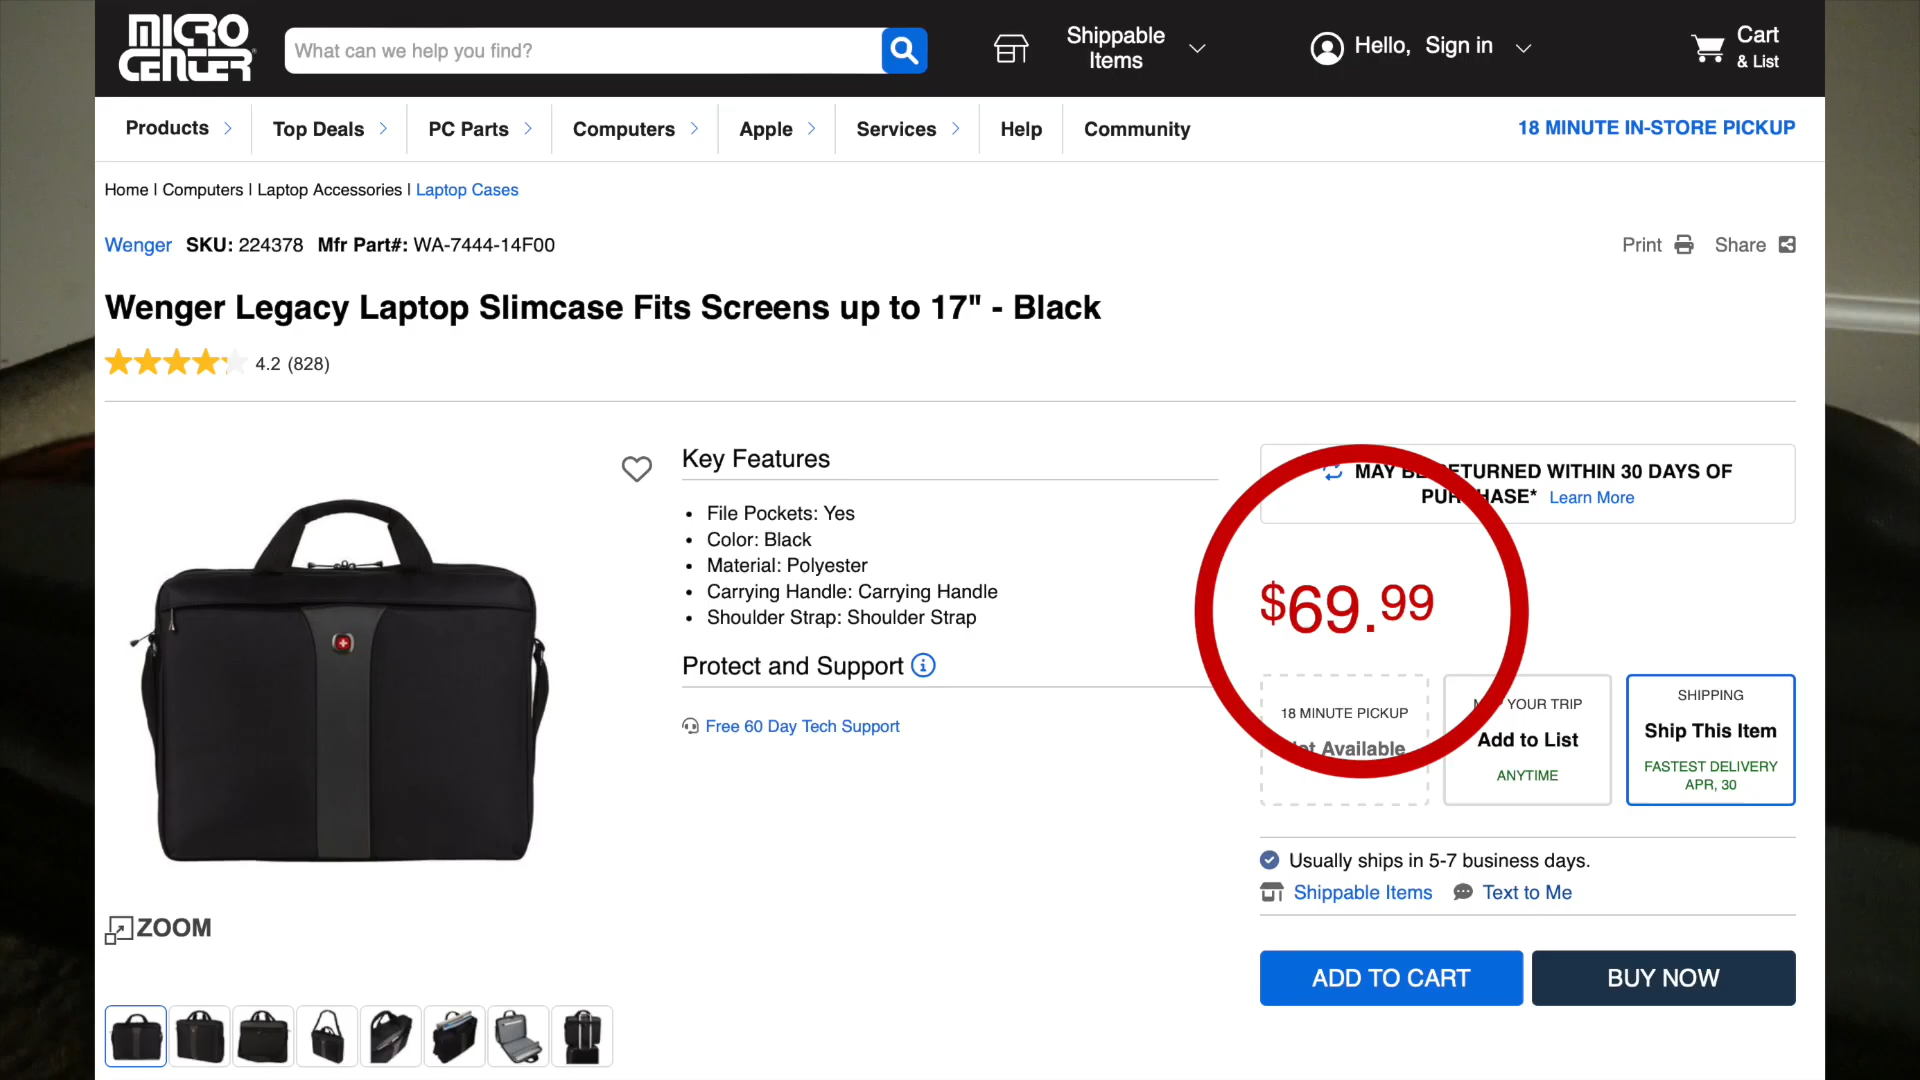 MICRO CENTER
What can we help you find?
Shippable Items
Hello, Sign in
Cart & List
Products
Top Deals
PC Parts
Computers
Apple
Services
Help
Community
18 MINUTE IN-STORE PICKUP
Home | Computers | Laptop Accessories | Laptop Cases
Wenger SKU: 224378 Mfr Part#: WA-7444-14F00
Print
Share
Wenger Legacy Laptop Slimcase Fits Screens up to 17" - Black
4.2 (828)
Key Features
• File Pockets: Yes
• Color: Black
• Material: Polyester
• Carrying Handle: Carrying Handle
• Shoulder Strap: Shoulder Strap
Protect and Support
Free 60 Day Tech Support
MAY BE RETURNED WITHIN 30 DAYS OF
PURCHASE* Learn More
$69.99
18 MINUTE PICKUP
Not Available
YOUR TRIP
Add to List
ANYTIME
SHIPPING
Ship This Item
FASTEST DELIVERY
APR, 30
Usually ships in 5-7 business days.
Shippable Items
Text to Me
ADD TO CART
BUY NOW
ZOOM